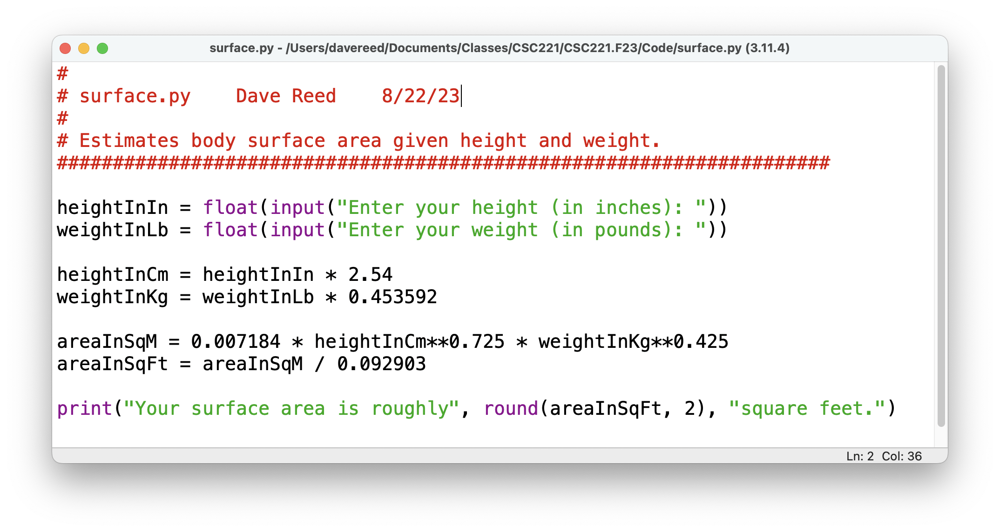 surface.py - /Users/davereed/Documents/Classes/CSC221/CSC221.F23/Code/surface.py (3.11.4)
#
# surface.py    Dave Reed    8/22/23
#
# Estimates body surface area given height and weight.
#####################################################################
heightInIn = float(input("Enter your height (in inches): "))
weightInLb = float(input("Enter your weight (in pounds): "))
heightInCm = heightInIn * 2.54
weightInKg = weightInLb * 0.453592
areaInSqM = 0.007184 * heightInCm**0.725 * weightInKg**0.425
areaInSqFt = areaInSqM / 0.092903
print("Your surface area is roughly", round(areaInSqFt, 2), "square feet.")
Ln: 2  Col: 36